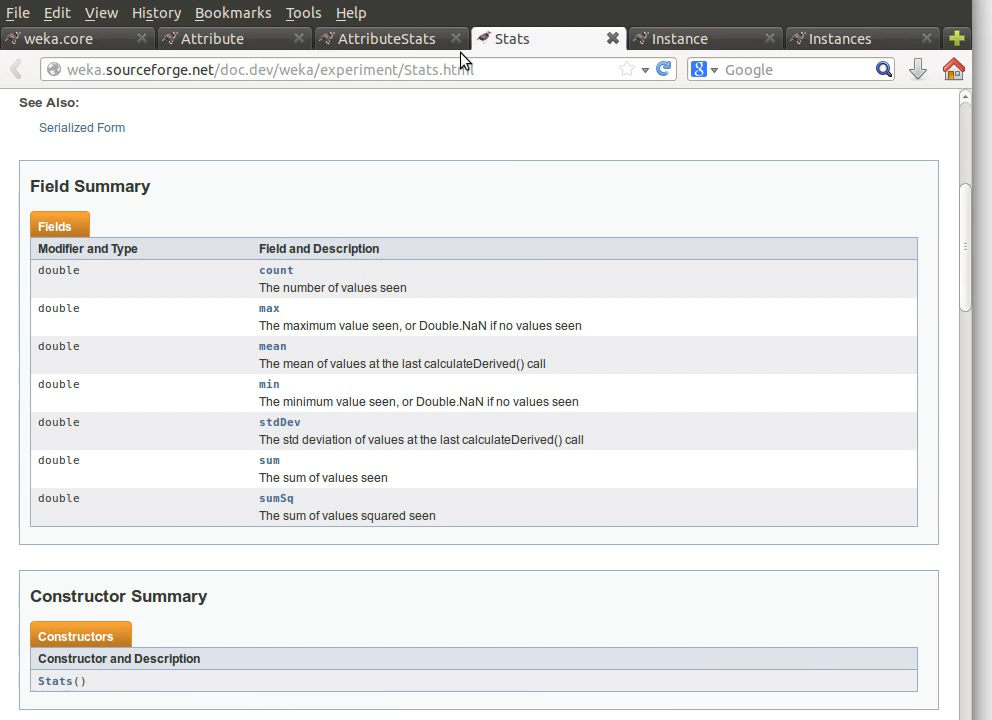 File Edit View History Bookmarks Tools Help
weka.core Attribute AttributeStats Stats Instance Instances
weka.sourceforge.net/doc.dev/weka/experiment/Stats.html Google
See Also:
Serialized Form
Field Summary
Fields
Modifier and Type Field and Description
double count
The number of values seen
double max
The maximum value seen, or Double.NaN if no values seen
double mean
The mean of values at the last calculateDerived() call
double min
The minimum value seen, or Double.NaN if no values seen
double stdDev
The std deviation of values at the last calculateDerived() call
double sum
The sum of values seen
double sumSq
The sum of values squared seen
Constructor Summary
Constructors
Constructor and Description
Stats()